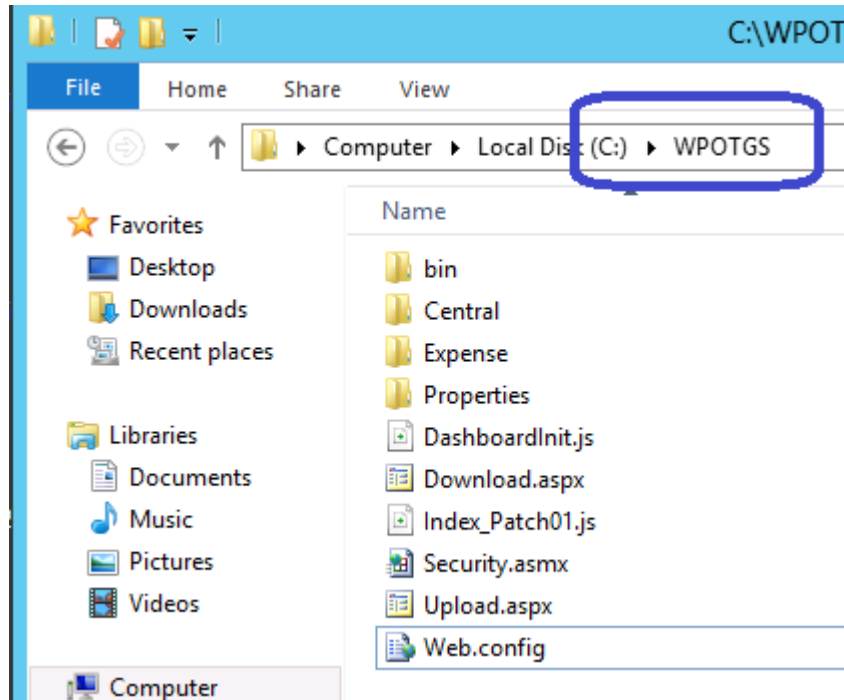 C:\WPOT
File Home Share View
Computer Local Disk (C:) WPOTGS
Name
Favorites
Desktop
Downloads
Recent places
Libraries
Documents
Music
Pictures
Videos
Computer
bin
Central
Expense
Properties
DashboardInit.js
Download.aspx
Index_Patch01.js
Security.asmx
Upload.aspx
Web.config